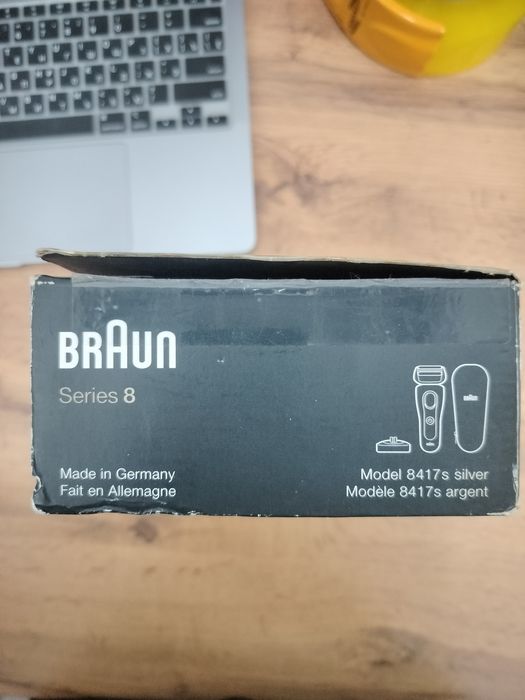 BRAUN
Series 8
Made in Germany
Fait en Allemagne
Model 8417s silver
Modèle 8417s argent